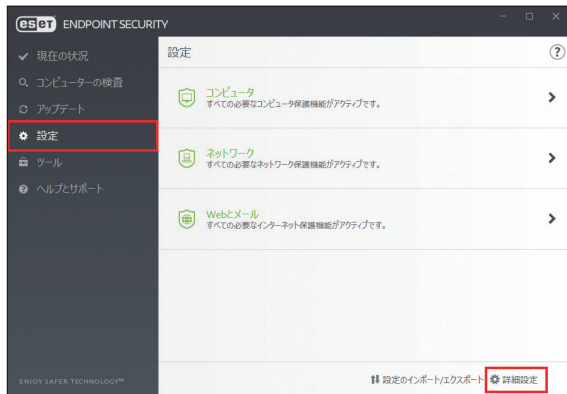 eset ENDPOINT SECURITY
現在の状況
コンピューターの検査
アップデート
設定
ツール
ヘルプとサポート
ENJOY SAFER TECHNOLOGY™
設定
?
コンピュータ
すべての必要なコンピュータ保護機能がアクティブです。
ネットワーク
すべての必要なネットワーク保護機能がアクティブです。
Webとメール
すべての必要なインターネット保護機能がアクティブです。
設定のインポート/エクスポート 詳細設定